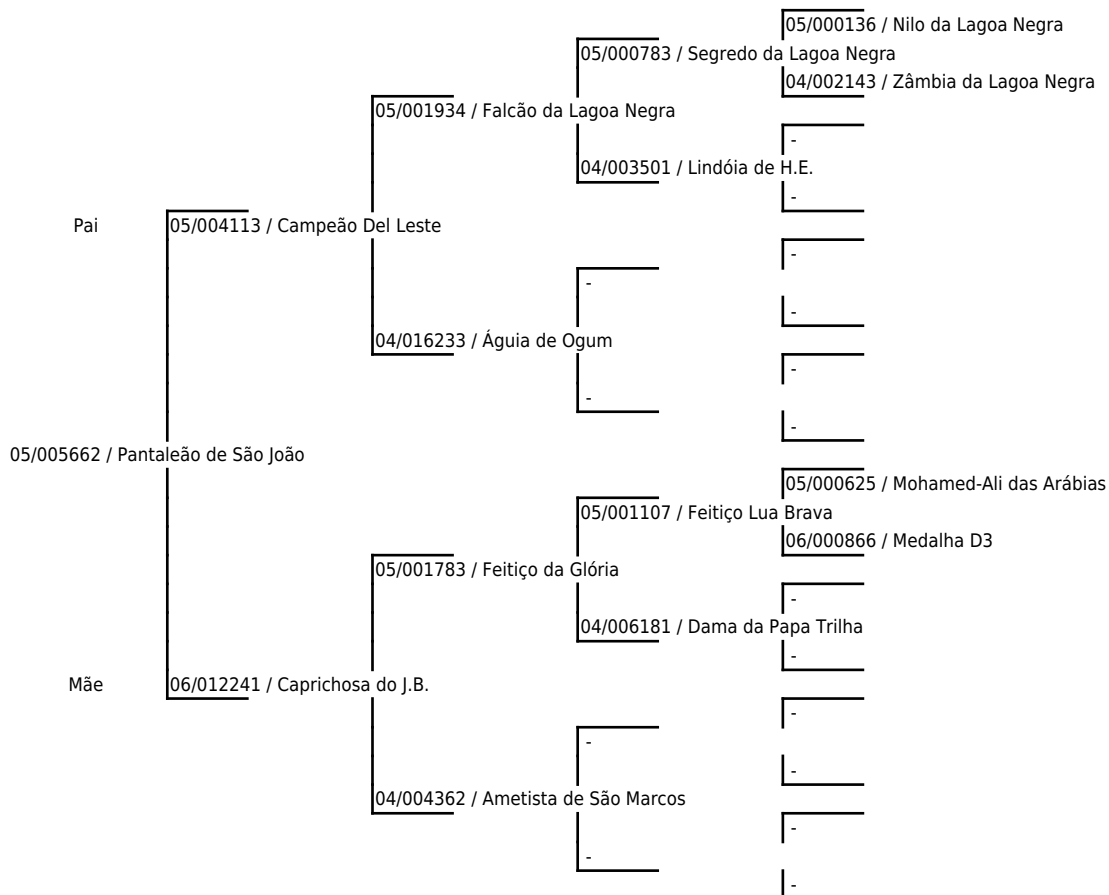 05/000136 / Nilo da Lagoa Negra
05/000783 / Segredo da Lagoa Negra
04/002143 / Zâmbia da Lagoa Negra
05/001934 / Falcão da Lagoa Negra
-
04/003501 / Lindóia de H.E.
-
Pai
05/004113 / Campeão Del Leste
-
-
-
04/016233 / Águia de Ogum
-
-
-
05/005662 / Pantaleão de São João
05/000625 / Mohamed-Ali das Arábias
05/001107 / Feitiço Lua Brava
06/000866 / Medalha D3
05/001783 / Feitiço da Glória
-
04/006181 / Dama da Papa Trilha
-
Mãe
06/012241 / Caprichosa do J.B.
-
-
-
04/004362 / Ametista de São Marcos
-
-
-